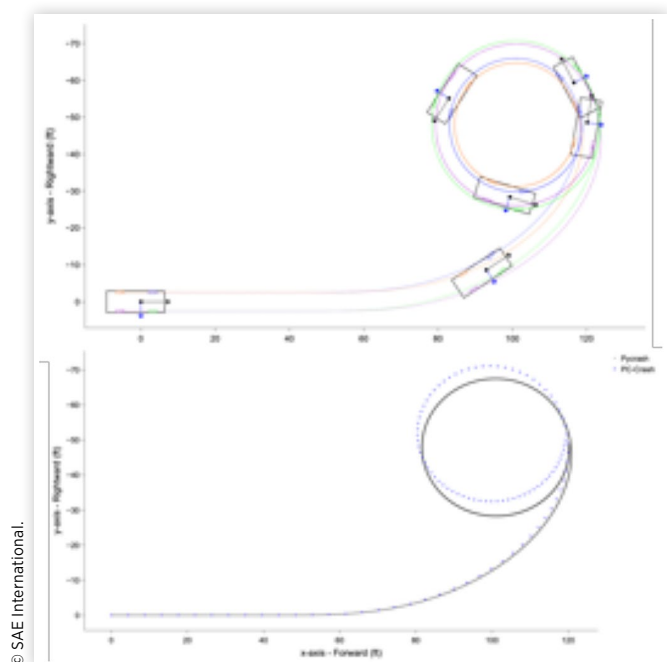 -70
-60
-50
-40
-30
-20
-10
0
y-axis - Rightward (ft)
0 20 40 60 80 100 120
Pycrash
PC-Crash
-70
-60
-50
-40
-30
-20
-10
0
y-axis - Rightward (ft)
0 20 40 60 80 100 120
x-axis - Forward (ft)
© SAE International.